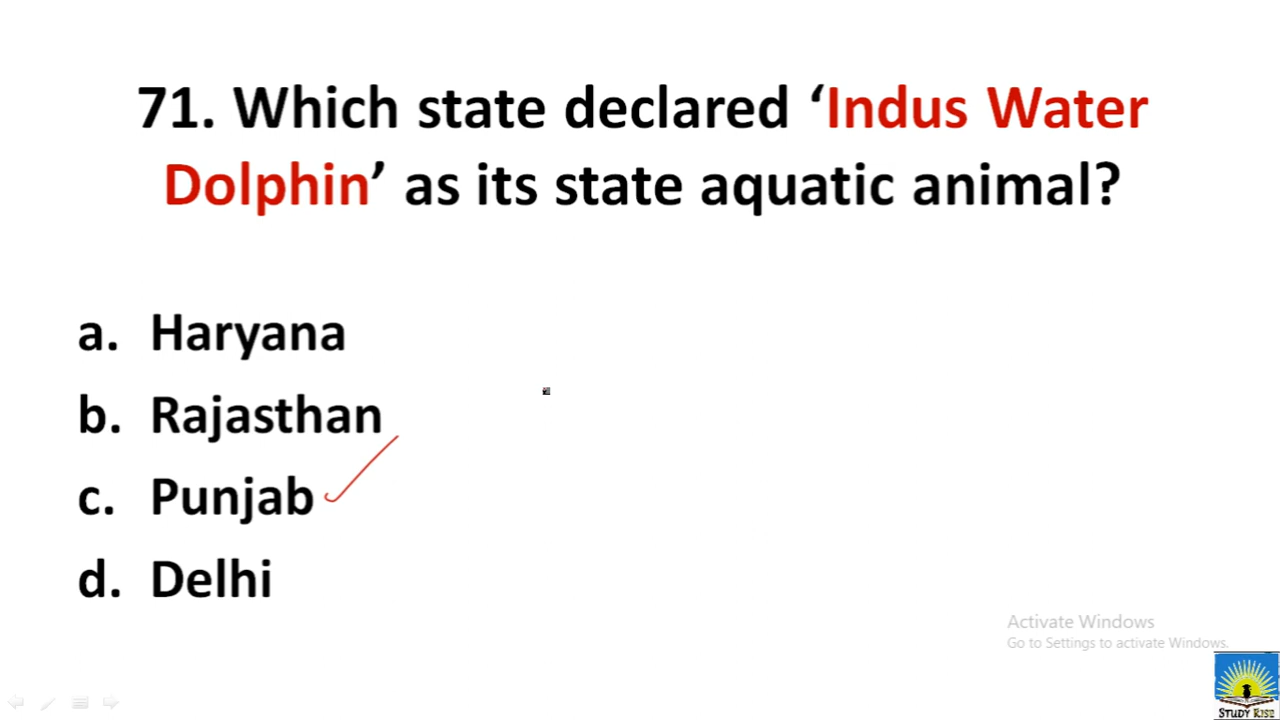 71. Which state declared ‘Indus Water
Dolphin’ as its state aquatic animal?
a. Haryana
b. Rajasthan
c. Punjab
d. Delhi
Activate Windows
Go to Settings to activate Windows.
STUDY RISE